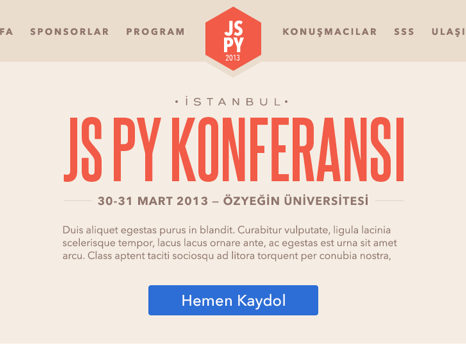 SPONSORLAR PROGRAM JS PY 2013 KONUŞMACILAR SSS
• İSTANBUL •
JS PY KONFERANSI
30-31 MART 2013 – ÖZYEĞİN ÜNİVERSİTESİ
Duis aliquet egestas purus in blandit. Curabitur vulputate, ligula lacinia
scelerisque tempor, lacus lacus ornare ante, ac egestas est urna sit amet
arcu. Class aptent taciti sociosqu ad litora torquent per conubia nostra,
Hemen Kaydol